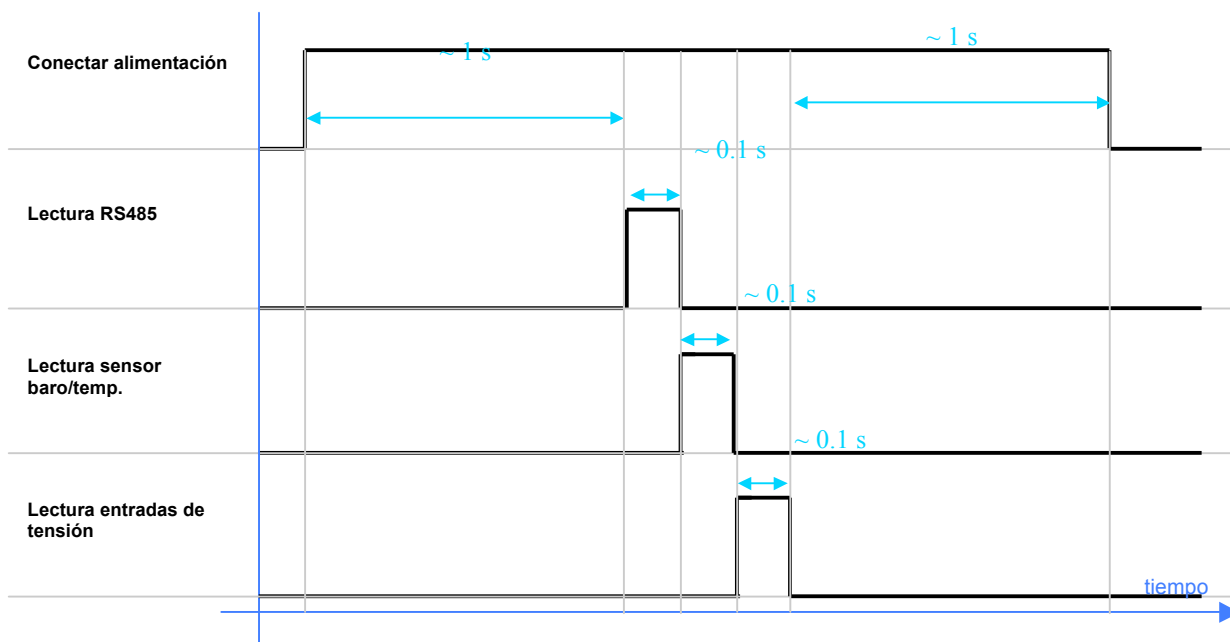 ~ 1 s
~ 1 s
Conectar alimentación
~ 0.1 s
Lectura RS485
~ 0.1 s
Lectura sensor
baro/temp.
~ 0.1 s
Lectura entradas de
tensión
tiempo